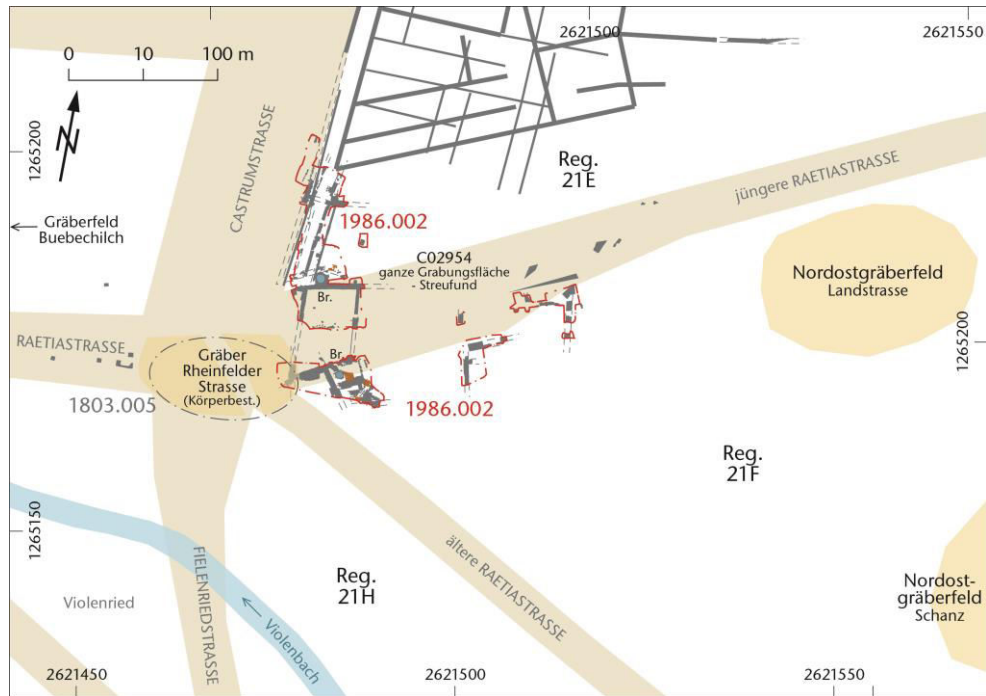 2621500
2621550
0 10 100 m
N
1265200
Reg.
21E
CASTRUMSTRASSE
jüngere RAETIASTRASSE
Gräberfeld
Buebechilch
1986.002
C02954
ganze Grabungsfläche
- Streufund
Nordostgräberfeld
Landstrasse
Br.
RAETIASTRASSE
Gräber
Rheinfelder
Strasse
(Körperbest.)
Br.
1265200
1803.005
1986.002
Reg.
21F
1265150
ältere RAETIASTRASSE
FIELENRIEDSTRASSE
Reg.
21H
Violenried
Violenbach
Nordost-
gräberfeld
Schanz
2621450
2621500
2621550